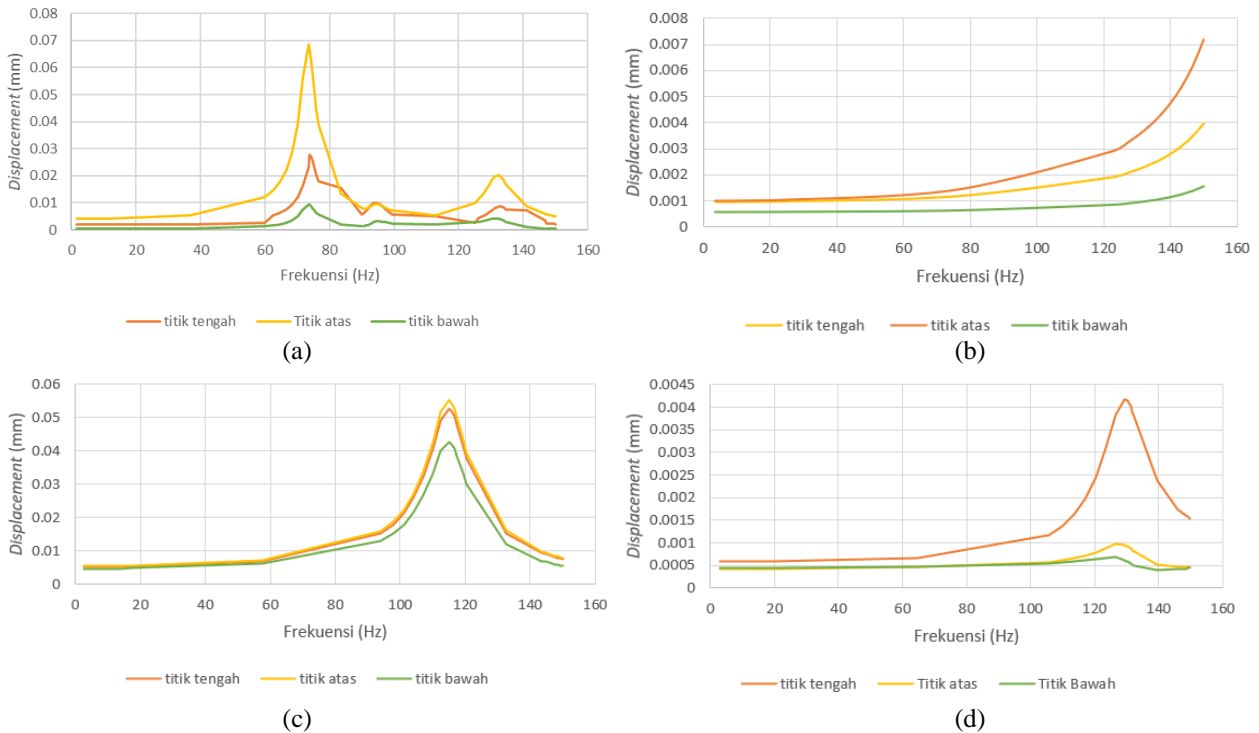 0.08
0.07
0.06
0.05
0.04
0.03
0.02
0.01
0
Displacement (mm)
0 20 40 60 80 100 120 140 160
Frekuensi (Hz)
titik tengah Titik atas titik bawah
(a)
0.008
0.007
0.006
0.005
0.004
0.003
0.002
0.001
0
Displacement (mm)
0 20 40 60 80 100 120 140 160
Frekuensi (Hz)
titik tengah titik atas titik bawah
(b)
0.06
0.05
0.04
0.03
0.02
0.01
0
Displacement (mm)
0 20 40 60 80 100 120 140 160
Frekuensi (Hz)
titik tengah titik atas titik bawah
(c)
0.0045
0.004
0.0035
0.003
0.0025
0.002
0.0015
0.001
0.0005
0
Displacement (mm)
0 20 40 60 80 100 120 140 160
Frekuensi (Hz)
titik tengah Titik atas Titik Bawah
(d)